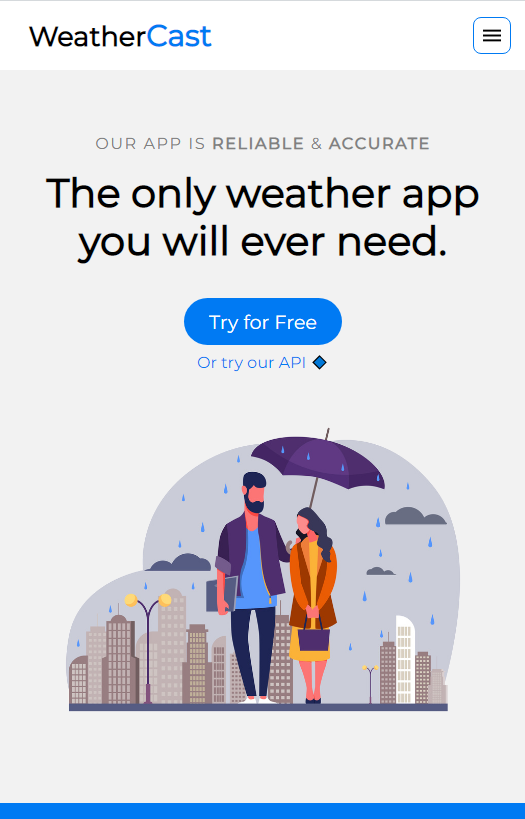 WeatherCast
OUR APP IS RELIABLE & ACCURATE
The only weather app
you will ever need.
Try for Free
Or try our API